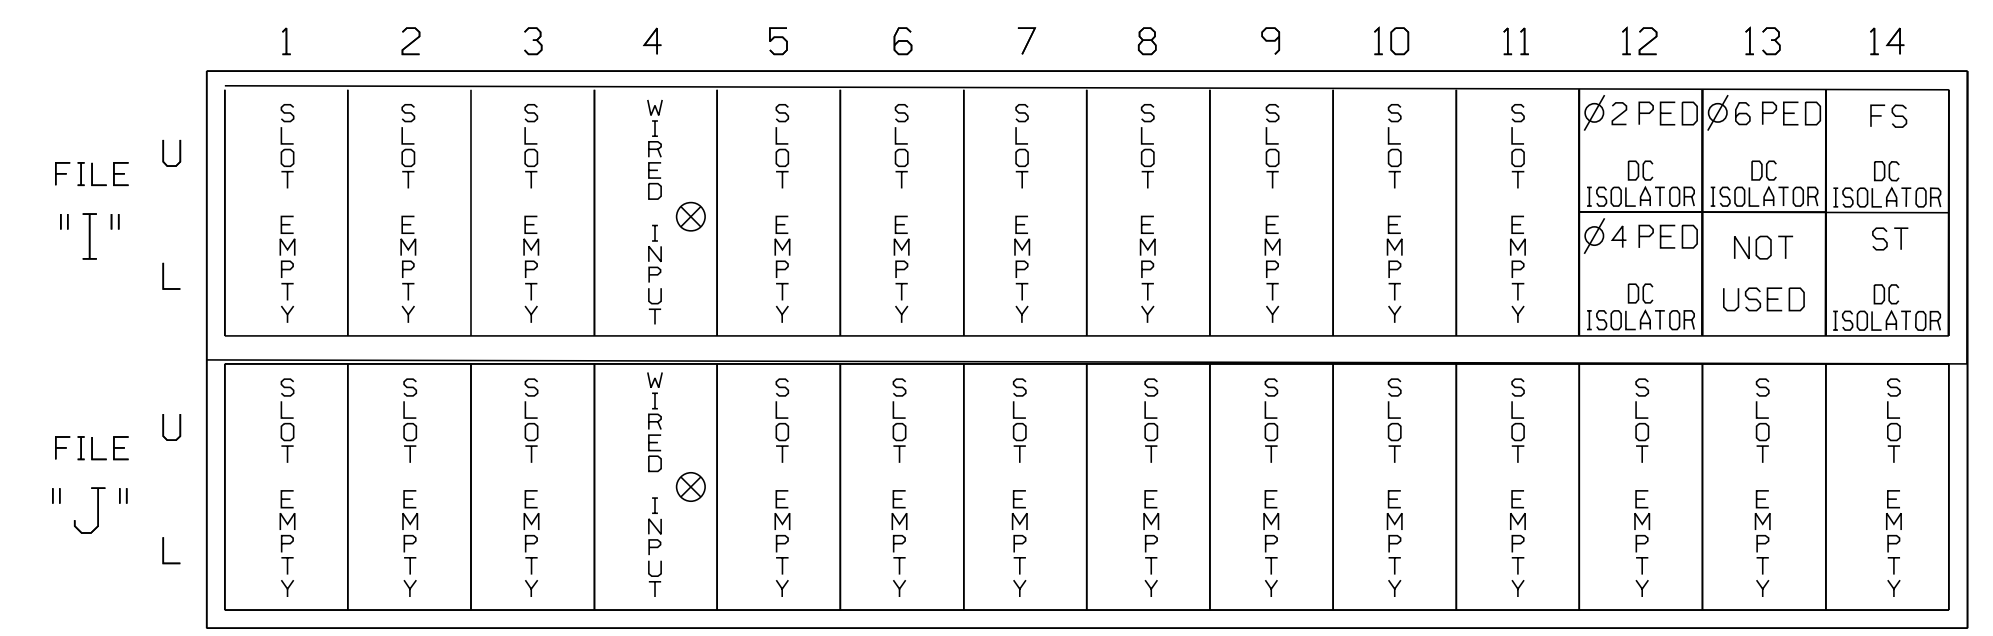 1 2 3 4 5 6 7 8 9 10 11 12 13 14
FILE
"I"
U
L
SLOT EMPTY
SLOT EMPTY
SLOT EMPTY
WIRED INPUT
SLOT EMPTY
SLOT EMPTY
SLOT EMPTY
SLOT EMPTY
SLOT EMPTY
SLOT EMPTY
SLOT EMPTY
Ø2 PED
DC
ISOLATOR
Ø4 PED
DC
ISOLATOR
Ø6 PED
DC
ISOLATOR
NOT
USED
FS
DC
ISOLATOR
ST
DC
ISOLATOR
FILE
"J"
U
L
SLOT EMPTY
SLOT EMPTY
SLOT EMPTY
WIRED INPUT
SLOT EMPTY
SLOT EMPTY
SLOT EMPTY
SLOT EMPTY
SLOT EMPTY
SLOT EMPTY
SLOT EMPTY
SLOT EMPTY
SLOT EMPTY
SLOT EMPTY